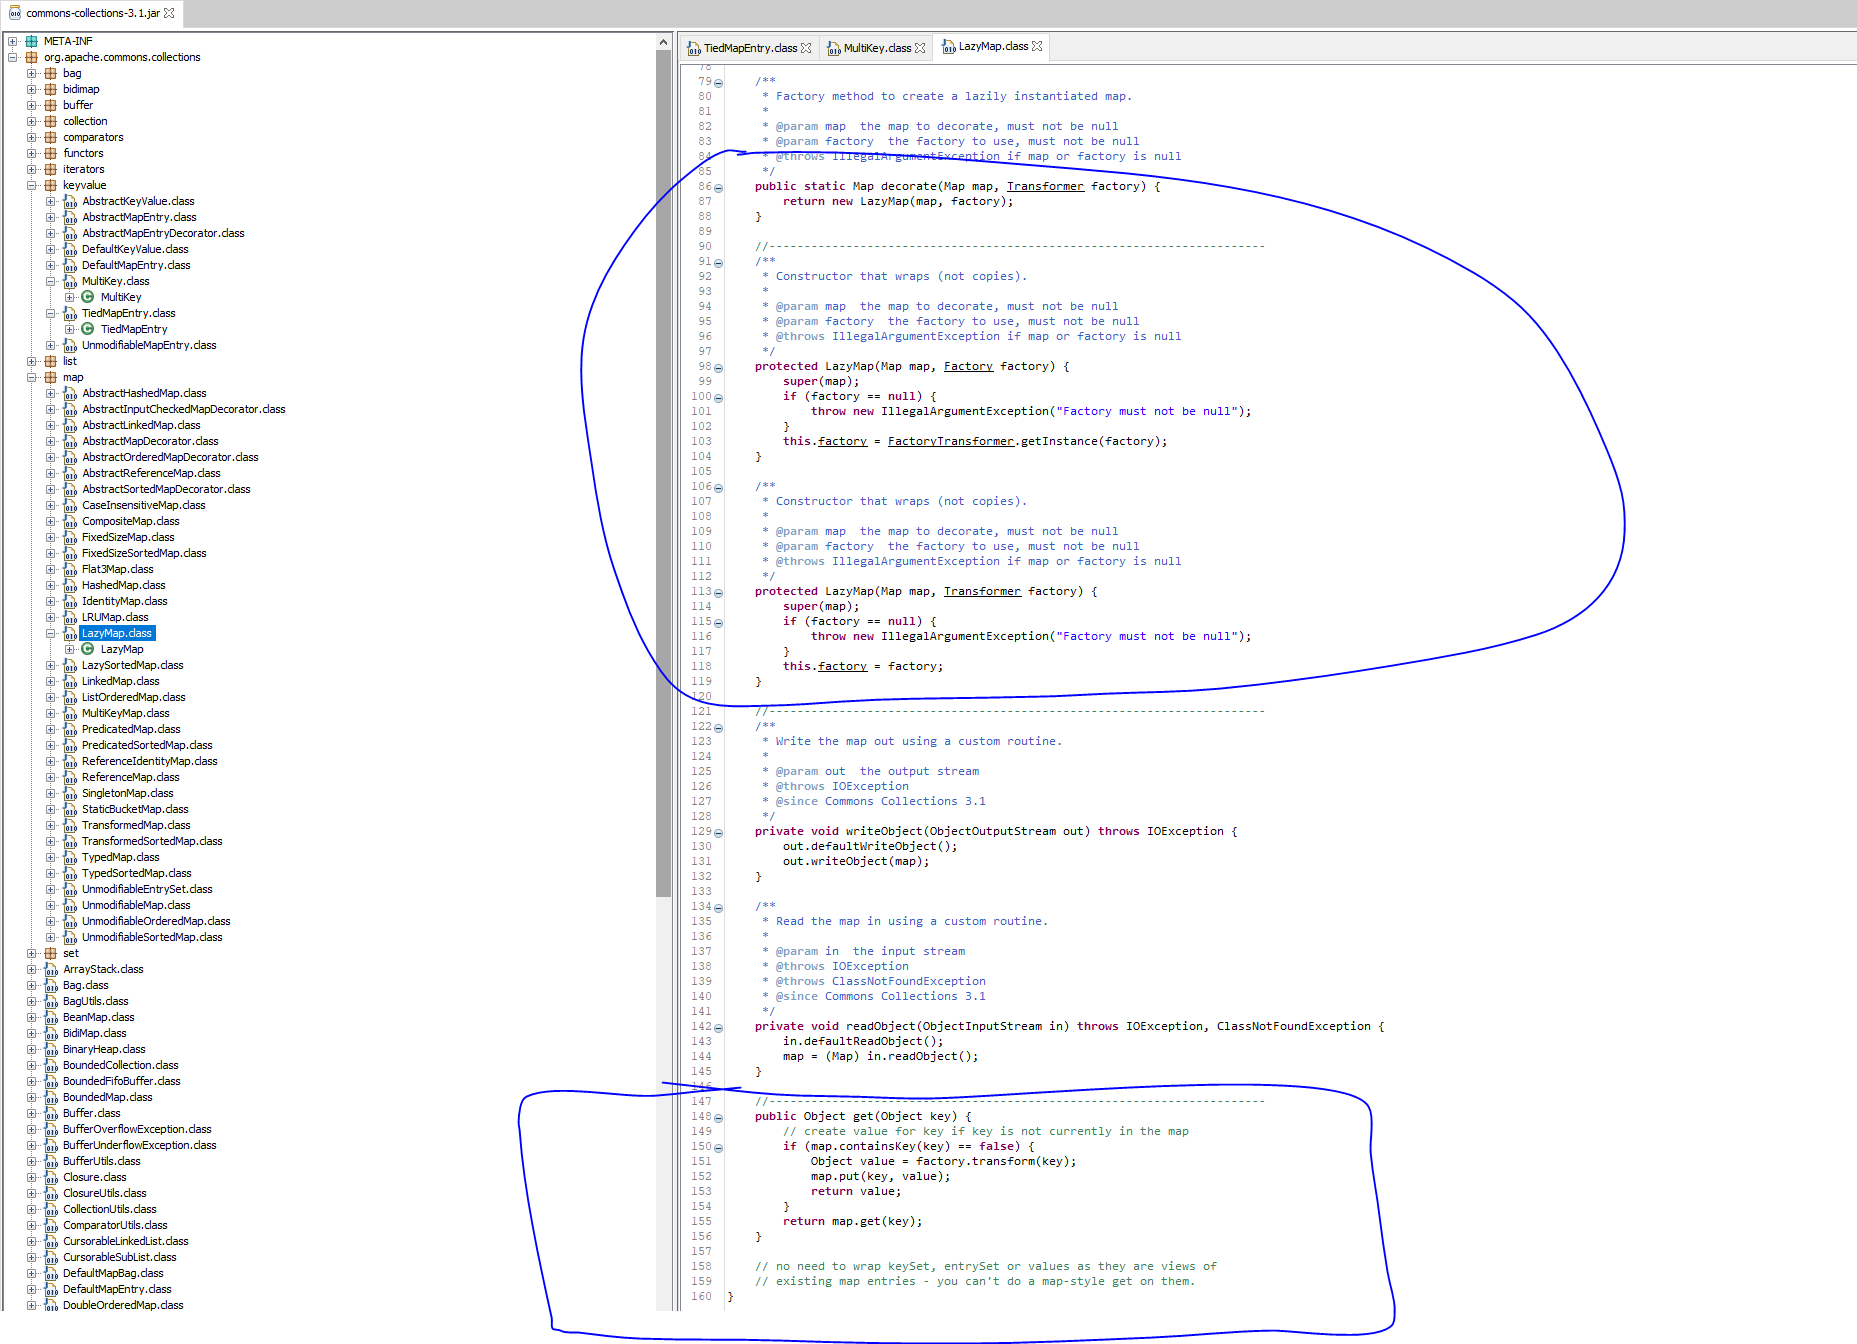 commons-collections-3.1.jar
META-INF
org.apache.commons.collections
bag
bidimap
buffer
collection
comparators
functors
iterators
keyvalue
AbstractKeyValue.class
AbstractMapEntry.class
AbstractMapEntryDecorator.class
DefaultKeyValue.class
DefaultMapEntry.class
MultiKey.class
MultiKey
TiedMapEntry.class
TiedMapEntry
UnmodifiableMapEntry.class
list
map
AbstractHashedMap.class
AbstractInputCheckedMapDecorator.class
AbstractLinkedMap.class
AbstractMapDecorator.class
AbstractOrderedMapDecorator.class
AbstractReferenceMap.class
AbstractSortedMapDecorator.class
CaseInsensitiveMap.class
CompositeMap.class
FixedSizeMap.class
FixedSizeSortedMap.class
Flat3Map.class
HashedMap.class
IdentityMap.class
LRUMap.class
LazyMap.class
LazyMap
LazySortedMap.class
LinkedMap.class
ListOrderedMap.class
MultiKeyMap.class
PredicatedMap.class
PredicatedSortedMap.class
ReferenceIdentityMap.class
ReferenceMap.class
SingletonMap.class
StaticBucketMap.class
TransformedMap.class
TransformedSortedMap.class
TypedMap.class
TypedSortedMap.class
UnmodifiableEntrySet.class
UnmodifiableMap.class
UnmodifiableOrderedMap.class
UnmodifiableSortedMap.class
set
ArrayStack.class
Bag.class
BagUtils.class
BeanMap.class
BidiMap.class
BinaryHeap.class
BoundedCollection.class
BoundedFifoBuffer.class
BoundedMap.class
Buffer.class
BufferOverflowException.class
BufferUnderflowException.class
BufferUtils.class
Closure.class
ClosureUtils.class
CollectionUtils.class
ComparatorUtils.class
CursorableLinkedList.class
CursorableSubList.class
DefaultMapBag.class
DefaultMapEntry.class
DoubleOrderedMap.class
TiedMapEntry.class MultiKey.class LazyMap.class
78
79 /**
80 * Factory method to create a lazily instantiated map.
81 *
82 * @param map the map to decorate, must not be null
83 * @param factory the factory to use, must not be null
84 * @throws IllegalArgumentException if map or factory is null
85 */
86 public static Map decorate(Map map, Transformer factory) {
87 return new LazyMap(map, factory);
88 }
89
90 //-----------------------------------------------------------------------
91 /**
92 * Constructor that wraps (not copies).
93 *
94 * @param map the map to decorate, must not be null
95 * @param factory the factory to use, must not be null
96 * @throws IllegalArgumentException if map or factory is null
97 */
98 protected LazyMap(Map map, Factory factory) {
99 super(map);
100 if (factory == null) {
101 throw new IllegalArgumentException("Factory must not be null");
102 }
103 this.factory = FactoryTransformer.getInstance(factory);
104 }
105
106 /**
107 * Constructor that wraps (not copies).
108 *
109 * @param map the map to decorate, must not be null
110 * @param factory the factory to use, must not be null
111 * @throws IllegalArgumentException if map or factory is null
112 */
113 protected LazyMap(Map map, Transformer factory) {
114 super(map);
115 if (factory == null) {
116 throw new IllegalArgumentException("Factory must not be null");
117 }
118 this.factory = factory;
119 }
120
121 //-----------------------------------------------------------------------
122 /**
123 * Write the map out using a custom routine.
124 *
125 * @param out the output stream
126 * @throws IOException
127 * @since Commons Collections 3.1
128 */
129 private void writeObject(ObjectOutputStream out) throws IOException {
130 out.defaultWriteObject();
131 out.writeObject(map);
132 }
133
134 /**
135 * Read the map in using a custom routine.
136 *
137 * @param in the input stream
138 * @throws IOException
139 * @throws ClassNotFoundException
140 * @since Commons Collections 3.1
141 */
142 private void readObject(ObjectInputStream in) throws IOException, ClassNotFoundException {
143 in.defaultReadObject();
144 map = (Map) in.readObject();
145 }
146
147 //-----------------------------------------------------------------------
148 public Object get(Object key) {
149 // create value for key if key is not currently in the map
150 if (map.containsKey(key) == false) {
151 Object value = factory.transform(key);
152 map.put(key, value);
153 return value;
154 }
155 return map.get(key);
156 }
157
158 // no need to wrap keySet, entrySet or values as they are views of
159 // existing map entries - you can't do a map-style get on them.
160 }